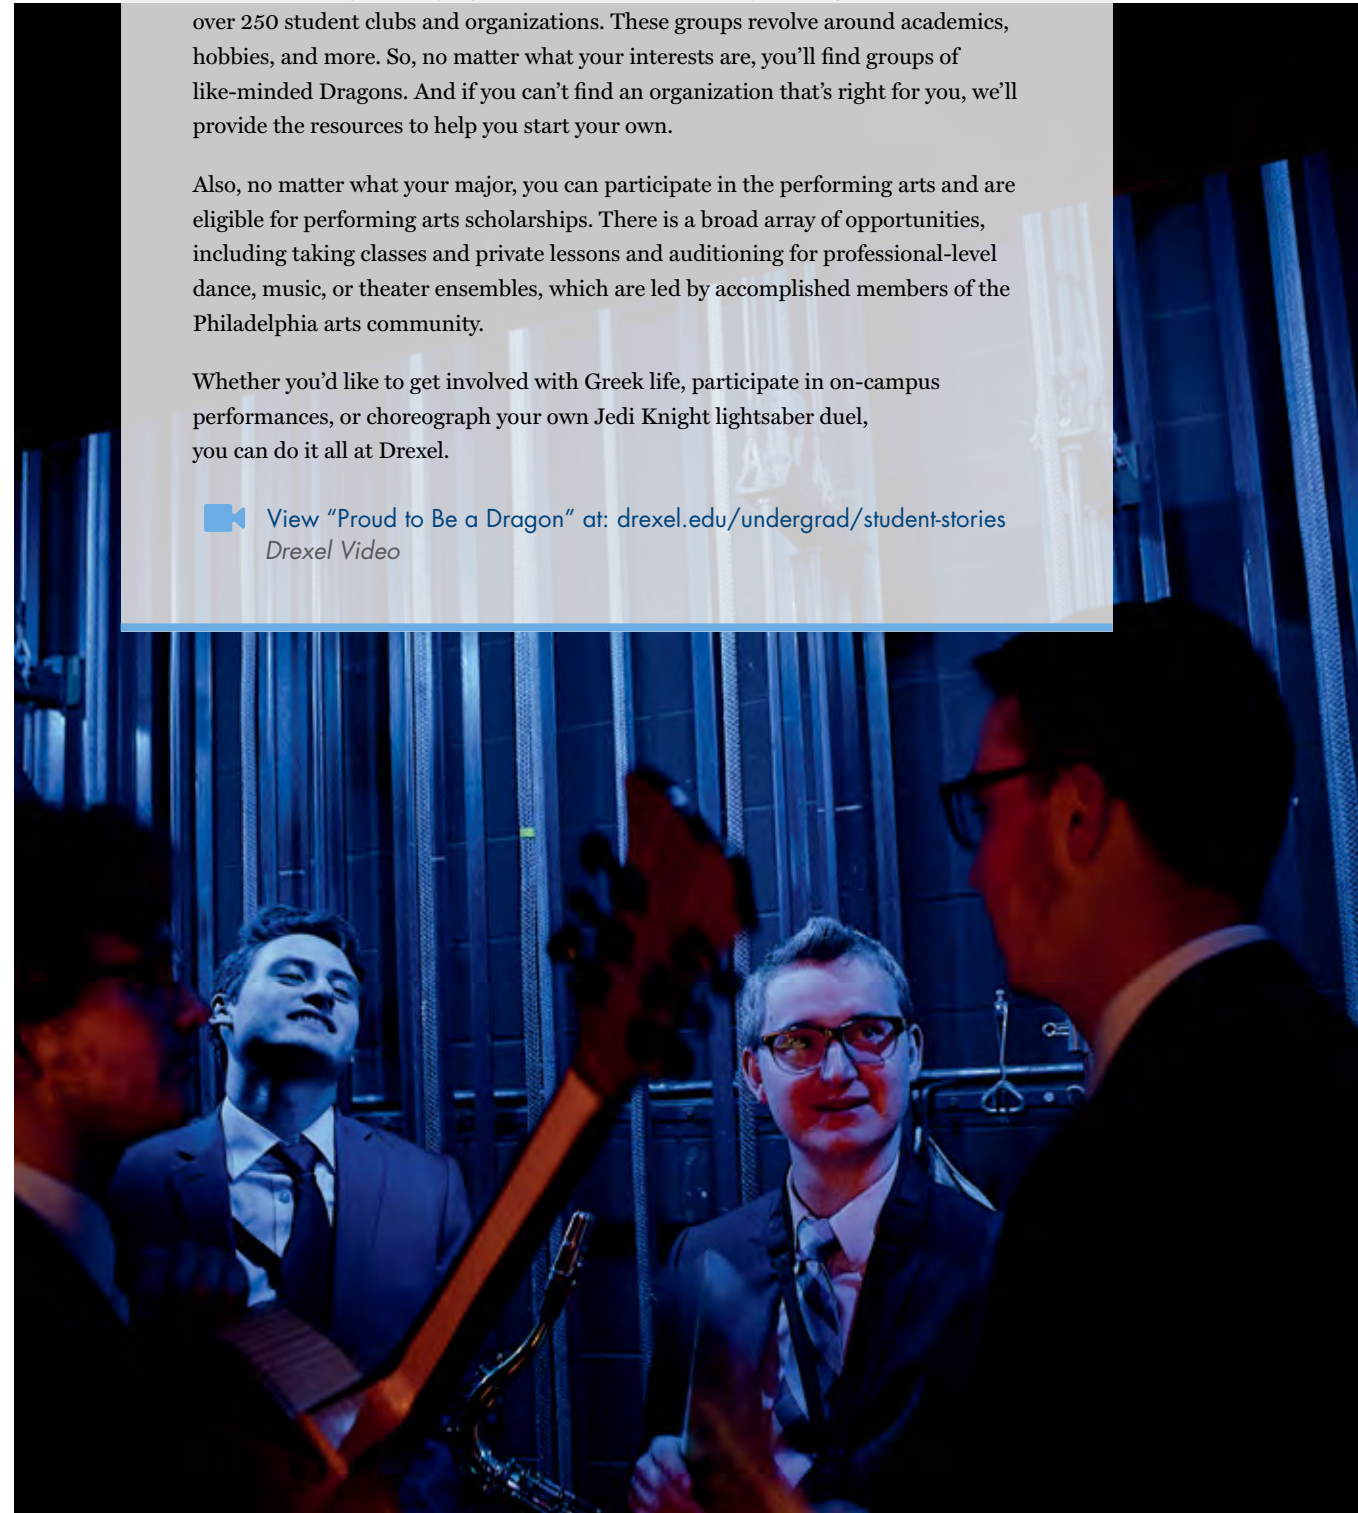 over 250 student clubs and organizations. These groups revolve around academics,
hobbies, and more. So, no matter what your interests are, you’ll find groups of
like-minded Dragons. And if you can’t find an organization that’s right for you, we’ll
provide the resources to help you start your own.
Also, no matter what your major, you can participate in the performing arts and are
eligible for performing arts scholarships. There is a broad array of opportunities,
including taking classes and private lessons and auditioning for professional-level
dance, music, or theater ensembles, which are led by accomplished members of the
Philadelphia arts community.
Whether you’d like to get involved with Greek life, participate in on-campus
performances, or choreograph your own Jedi Knight lightsaber duel,
you can do it all at Drexel.
View “Proud to Be a Dragon” at: drexel.edu/undergrad/student-stories
Drexel Video